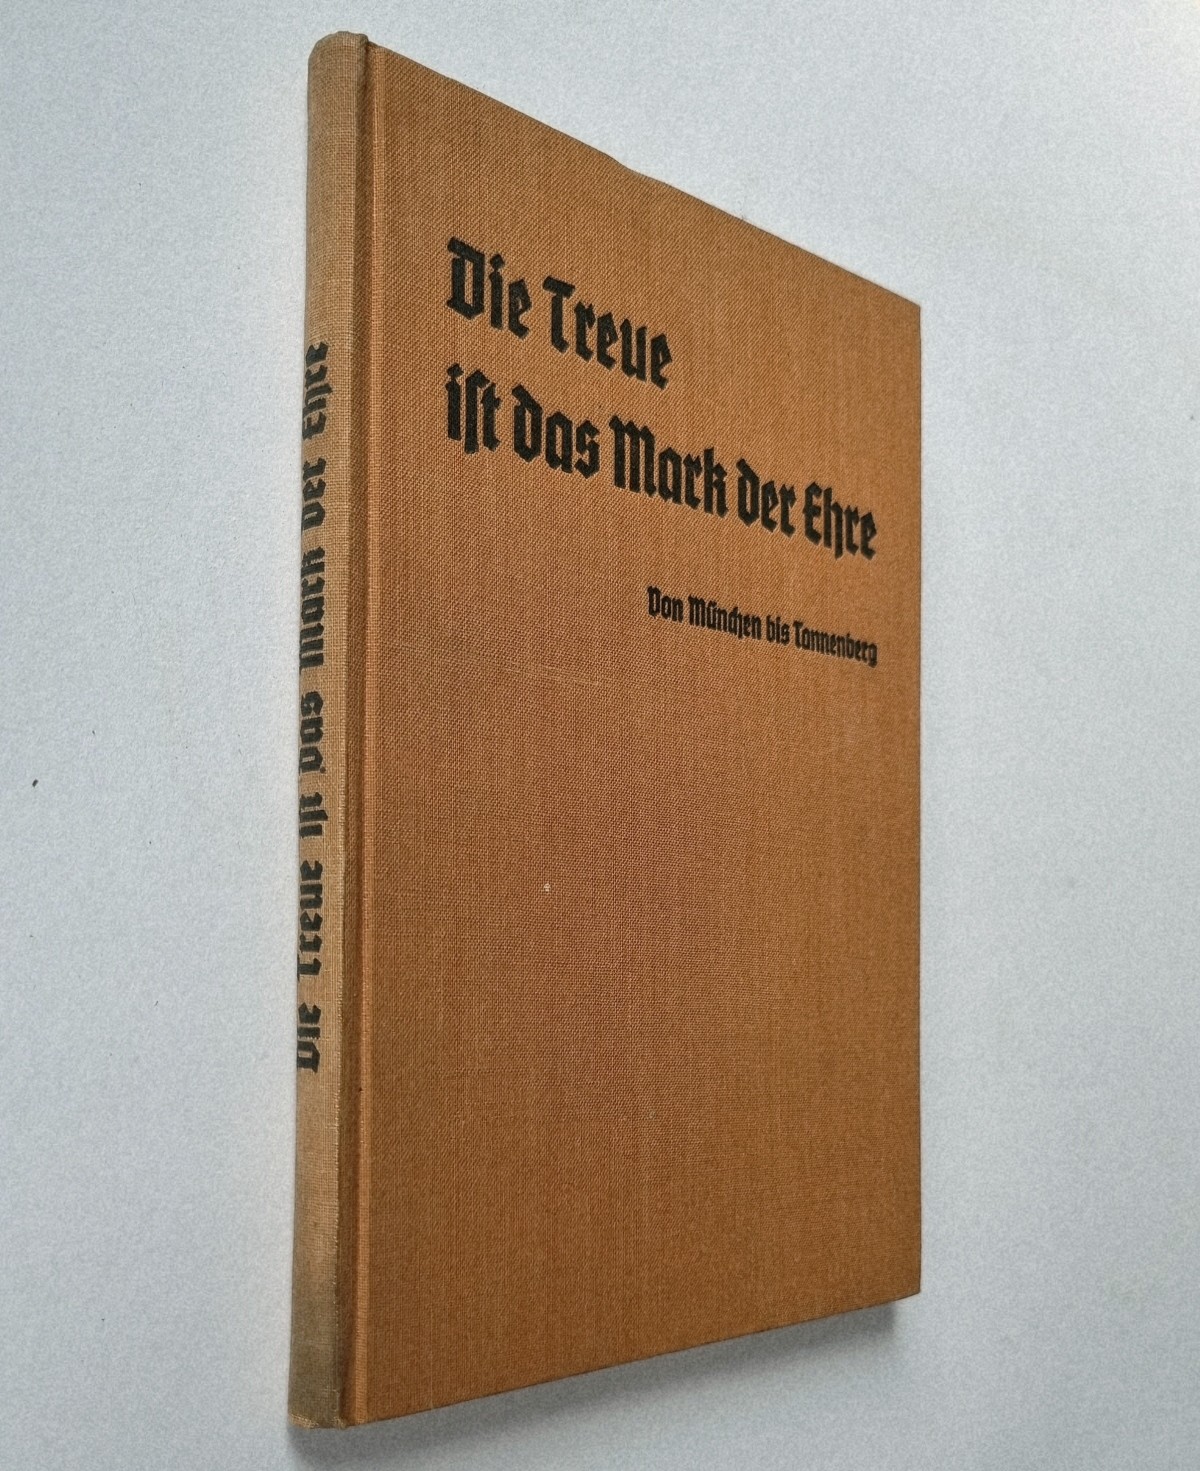 Die Treue
ist das Mark der Ehre
Von München bis Tannenberg
Die Treue ist das Mark der Ehre